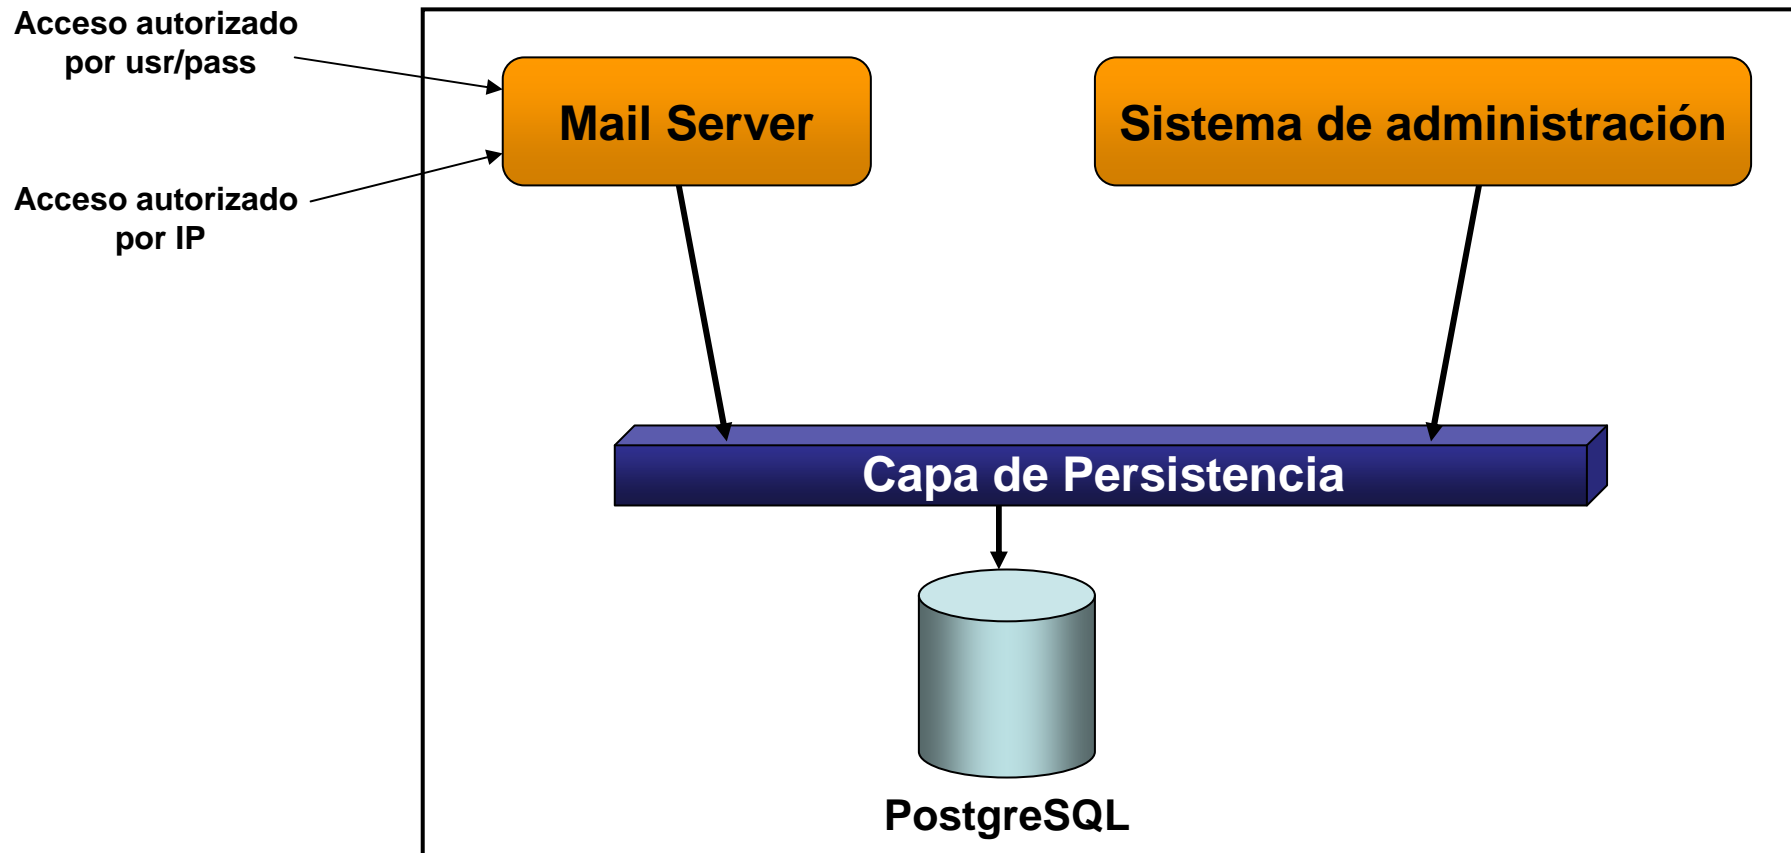 Acceso autorizado
por usr/pass
Mail Server
Sistema de administración
Acceso autorizado
por IP
Capa de Persistencia
PostgreSQL